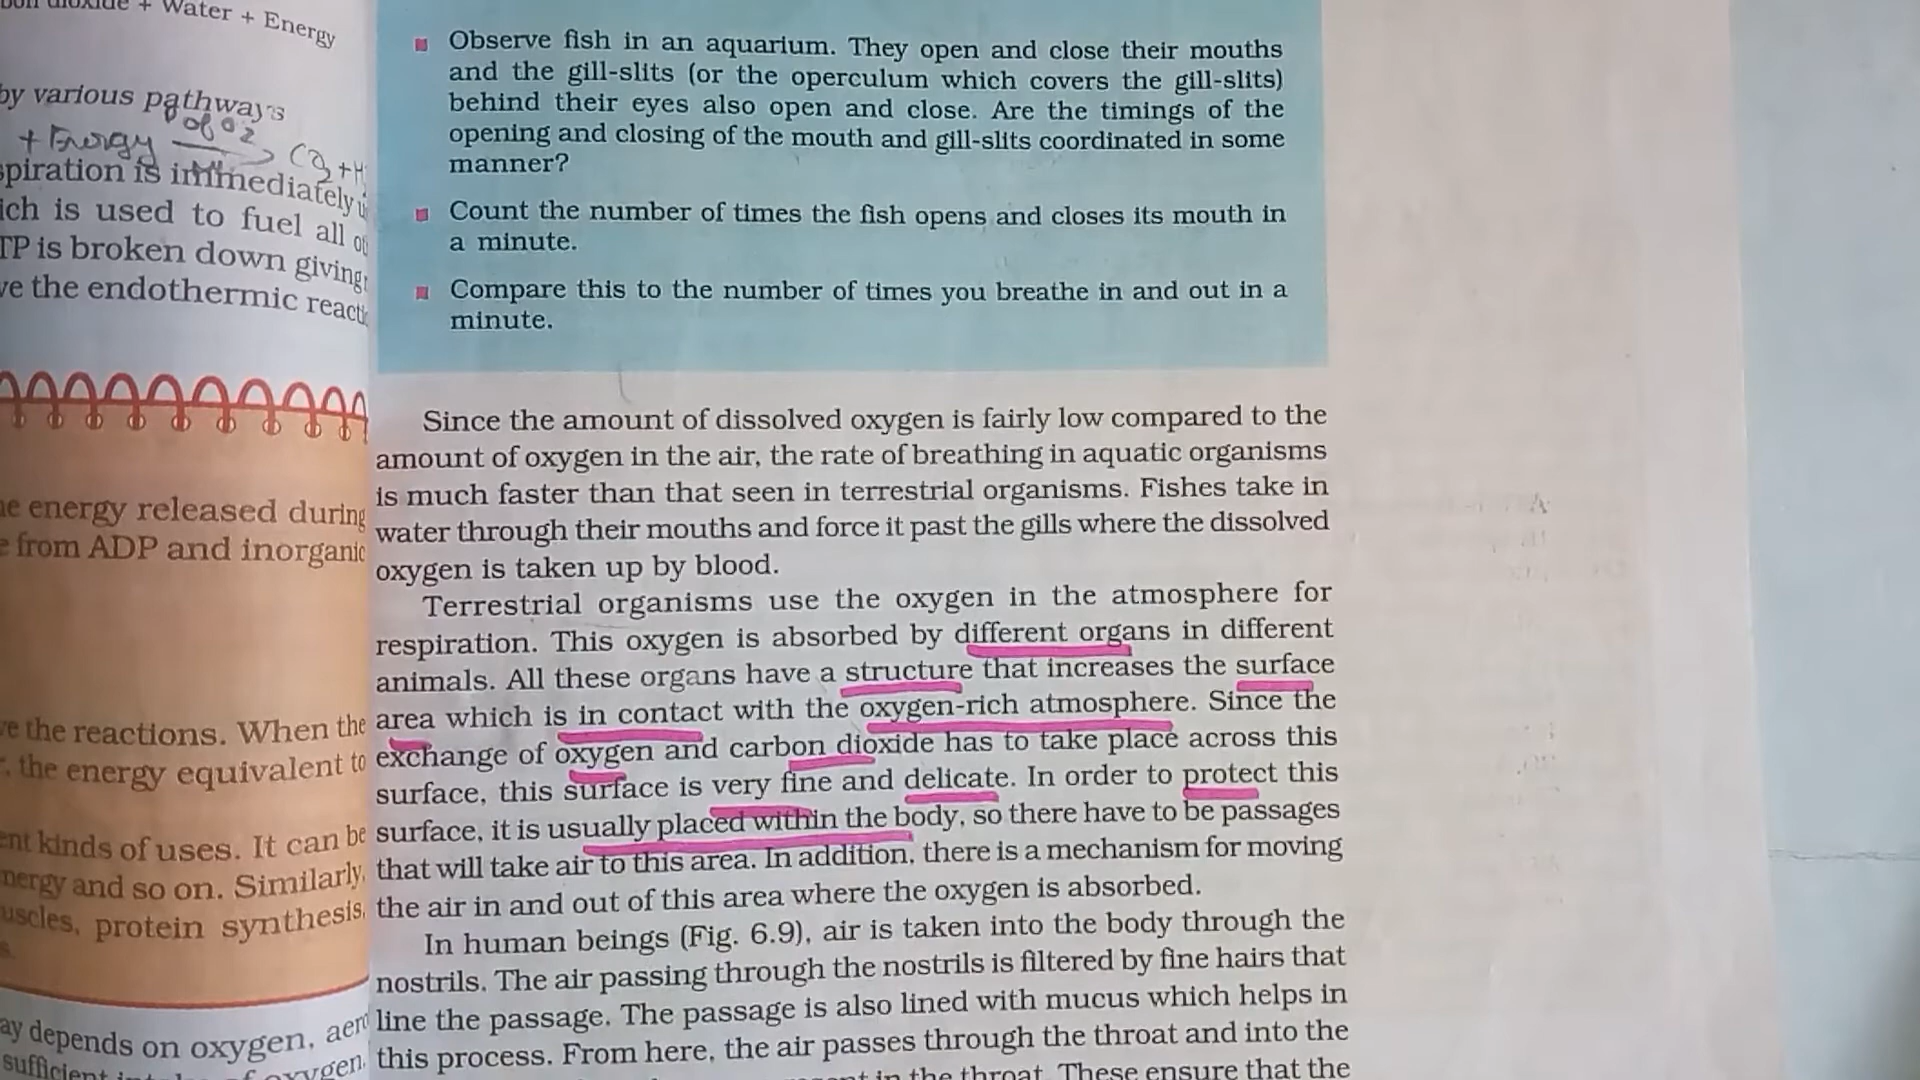 Water + Energy
by various pathways
of O2
+ Energy
spiration is immediately
ich is used to fuel all
TP is broken down giving
ve the endothermic
energy released during
from ADP and inorganic
ve the reactions. When the
the energy equivalent to
ent kinds of uses. It can be
nergy and so on. Similarly,
uscles, protein synthesis,
ay depends on oxygen,
Observe fish in an aquarium. They open and close their mouths
and the gill-slits (or the operculum which covers the gill-slits)
behind their eyes also open and close. Are the timings of the
opening and closing of the mouth and gill-slits coordinated in some
manner?
Count the number of times the fish opens and closes its mouth in
a minute.
Compare this to the number of times you breathe in and out in a
minute.
Since the amount of dissolved oxygen is fairly low compared to the
amount of oxygen in the air, the rate of breathing in aquatic organisms
is much faster than that seen in terrestrial organisms. Fishes take in
water through their mouths and force it past the gills where the dissolved
oxygen is taken up by blood.
Terrestrial organisms use the oxygen in the atmosphere for
respiration. This oxygen is absorbed by different organs in different
animals. All these organs have a structure that increases the surface
area which is in contact with the oxygen-rich atmosphere. Since the
exchange of oxygen and carbon dioxide has to take place across this
surface, this surface is very fine and delicate. In order to protect this
surface, it is usually placed within the body, so there have to be passages
that will take air to this area. In addition, there is a mechanism for moving
the air in and out of this area where the oxygen is absorbed.
In human beings (Fig. 6.9), air is taken into the body through the
nostrils. The air passing through the nostrils is filtered by fine hairs that
line the passage. The passage is also lined with mucus which helps in
this process. From here, the air passes through the throat and into the
in the throat. These ensure that the